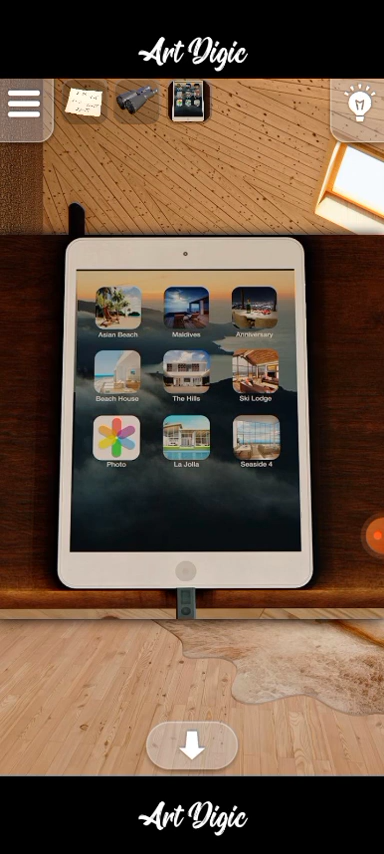 Art Digic
Asian Beach Maldives Anniversary
Beach House The Hills Ski Lodge
Photo La Jolla Seaside 4
Art Digic